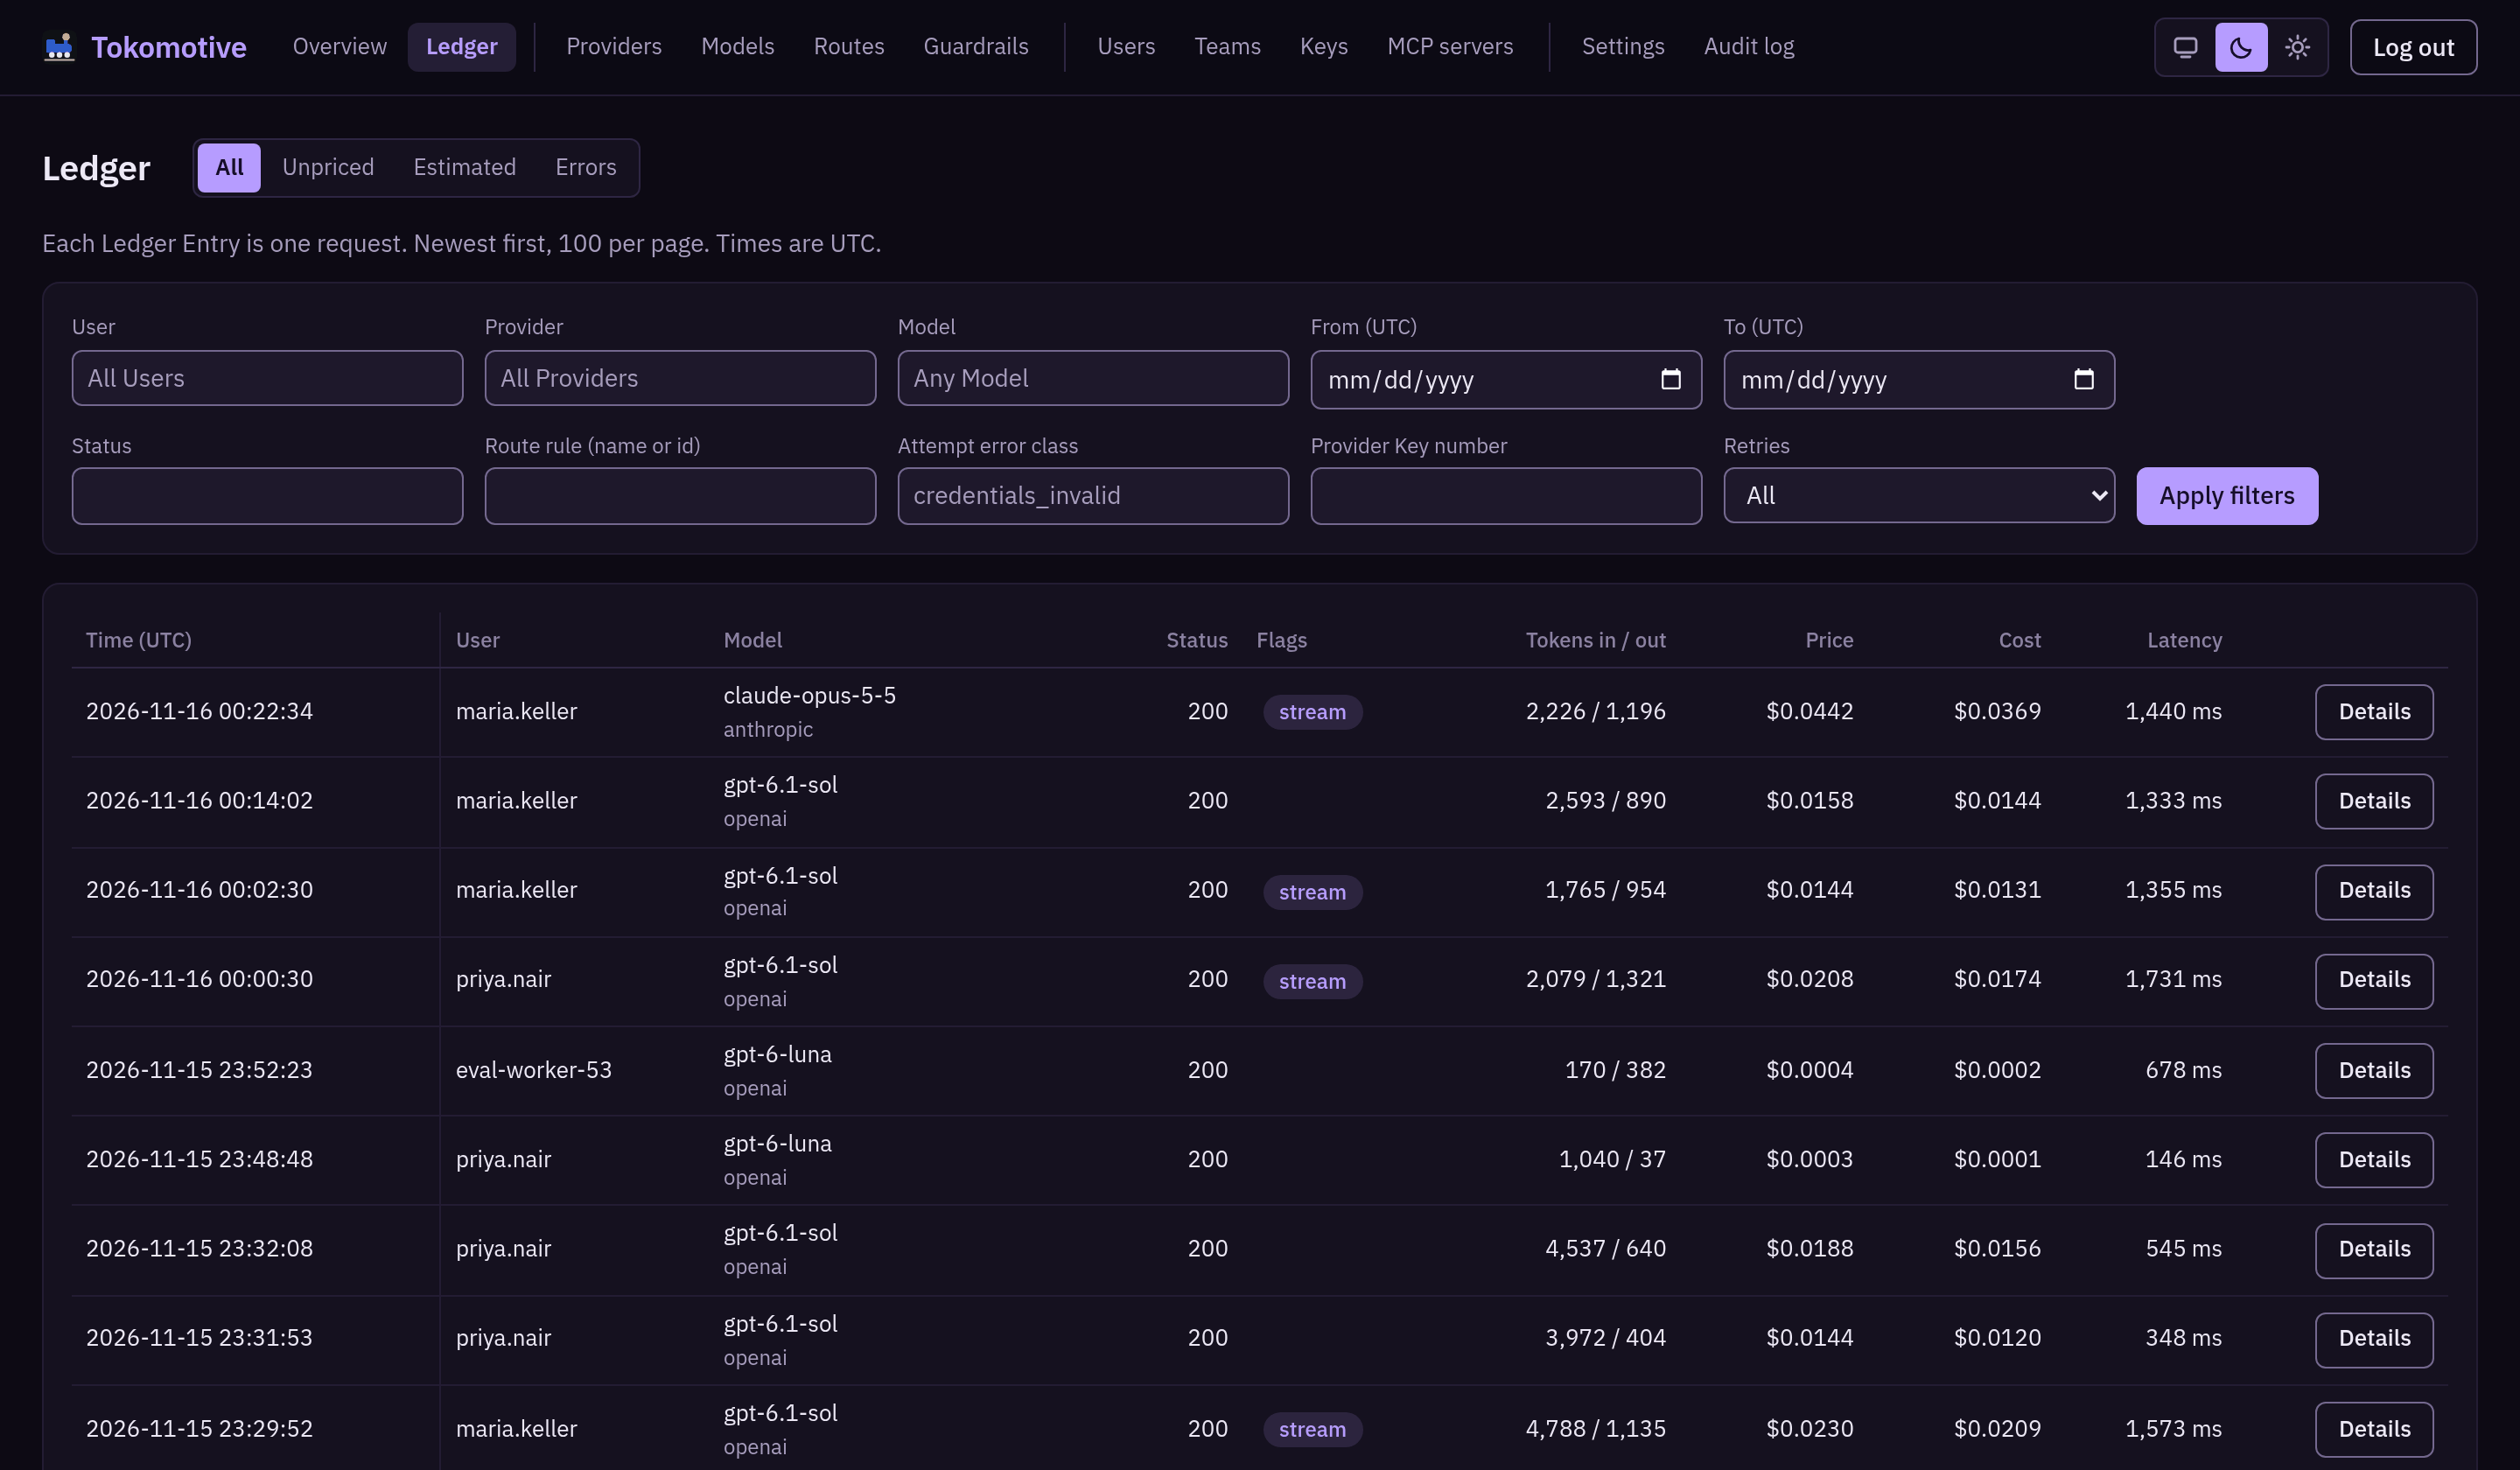 Tokomotive Overview Ledger Providers Models Routes Guardrails Users Teams Keys MCP servers Settings Audit log Log out
Ledger All Unpriced Estimated Errors
Each Ledger Entry is one request. Newest first, 100 per page. Times are UTC.
User Provider Model From (UTC) To (UTC)
All Users All Providers Any Model mm/dd/yyyy mm/dd/yyyy
Status Route rule (name or id) Attempt error class Provider Key number Retries
credentials_invalid All Apply filters
Time (UTC) User Model Status Flags Tokens in / out Price Cost Latency
2026-11-16 00:22:34 maria.keller claude-opus-5-5 200 stream 2,226 / 1,196 $0.0442 $0.0369 1,440 ms Details
anthropic
2026-11-16 00:14:02 maria.keller gpt-6.1-sol 200 2,593 / 890 $0.0158 $0.0144 1,333 ms Details
openai
2026-11-16 00:02:30 maria.keller gpt-6.1-sol 200 stream 1,765 / 954 $0.0144 $0.0131 1,355 ms Details
openai
2026-11-16 00:00:30 priya.nair gpt-6.1-sol 200 stream 2,079 / 1,321 $0.0208 $0.0174 1,731 ms Details
openai
2026-11-15 23:52:23 eval-worker-53 gpt-6-luna 200 170 / 382 $0.0004 $0.0002 678 ms Details
openai
2026-11-15 23:48:48 priya.nair gpt-6-luna 200 1,040 / 37 $0.0003 $0.0001 146 ms Details
openai
2026-11-15 23:32:08 priya.nair gpt-6.1-sol 200 4,537 / 640 $0.0188 $0.0156 545 ms Details
openai
2026-11-15 23:31:53 priya.nair gpt-6.1-sol 200 3,972 / 404 $0.0144 $0.0120 348 ms Details
openai
2026-11-15 23:29:52 maria.keller gpt-6.1-sol 200 stream 4,788 / 1,135 $0.0230 $0.0209 1,573 ms Details
openai